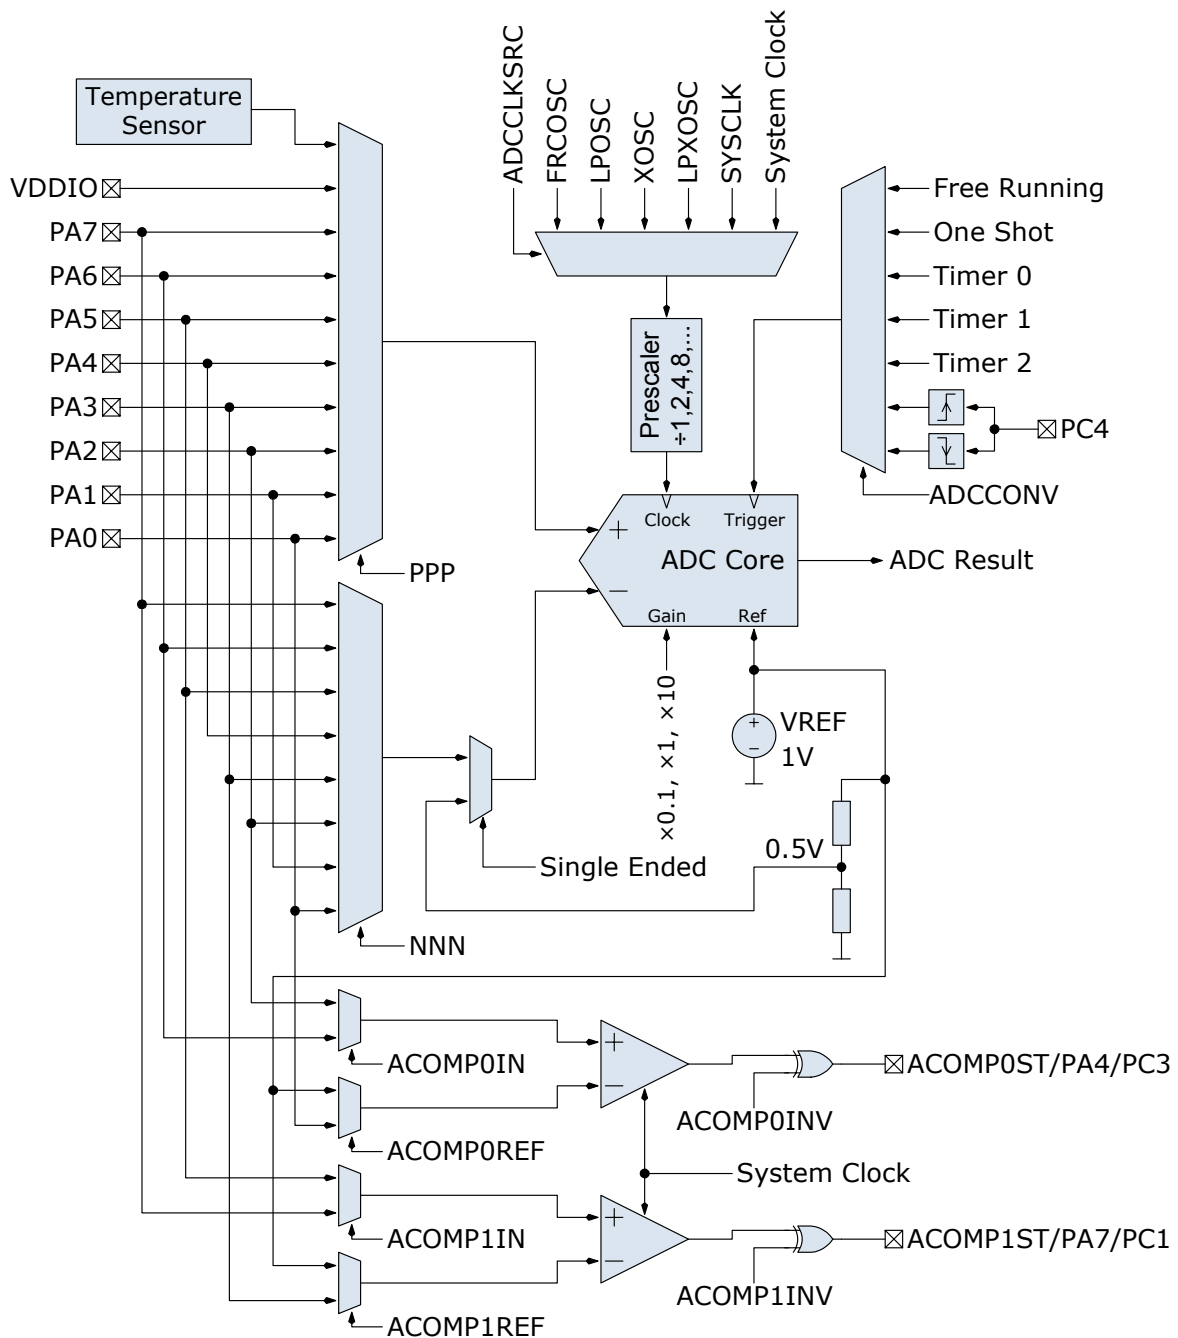 ADCCLKSRC
FRCOSC
LPOSC
XOSC
LPXOSC
SYSCLK
System Clock
Temperature
Sensor
VDDIO
PA7
PA6
PA5
PA4
PA3
PA2
PA1
PA0
PPP
Prescaler
÷1,2,4,8,...
Free Running
One Shot
Timer 0
Timer 1
Timer 2
PC4
ADCCONV
Clock
Trigger
+
ADC Core
−
Gain
Ref
ADC Result
×0.1, ×1, ×10
+
−
VREF
1V
0.5V
Single Ended
NNN
ACOMP0IN
+
−
ACOMP0ST/PA4/PC3
ACOMP0INV
ACOMP0REF
System Clock
ACOMP1IN
+
−
ACOMP1ST/PA7/PC1
ACOMP1INV
ACOMP1REF